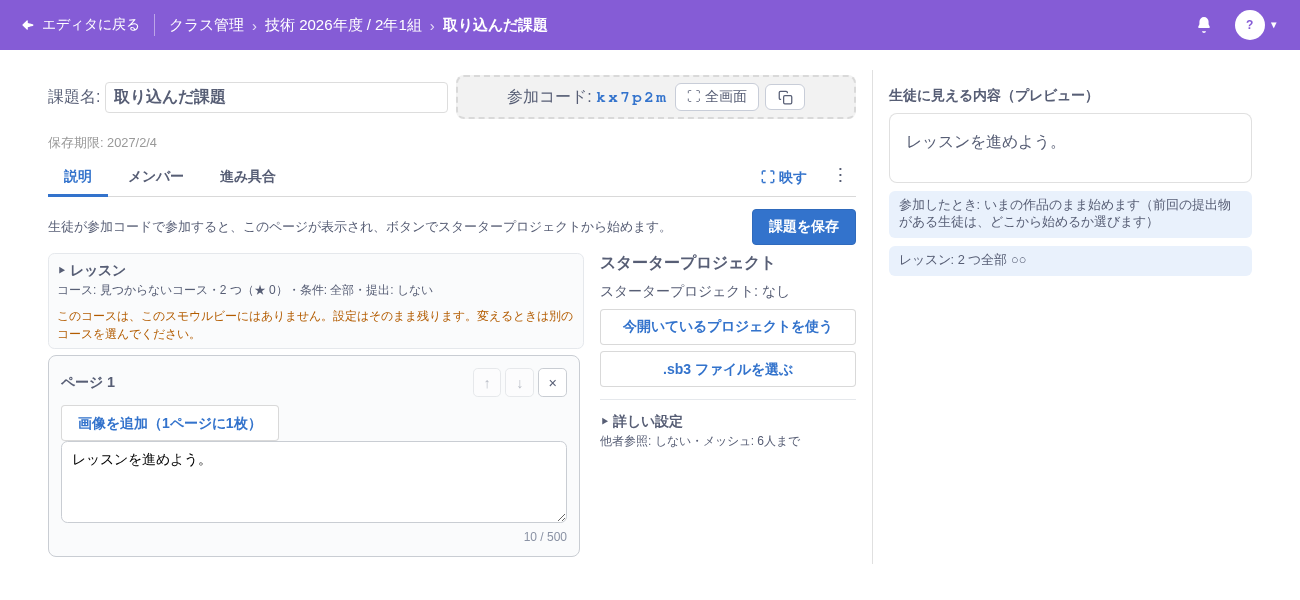 エディタに戻る
クラス管理 › 技術 2026年度 / 2年1組 › 取り込んだ課題
?
課題名: 取り込んだ課題
参加コード: kx7p2m 全画面
保存期限: 2027/2/4
説明 メンバー 進み具合 映す
生徒が参加コードで参加すると、このページが表示され、ボタンでスタータープロジェクトから始めます。
課題を保存
レッスン
コース: 見つからないコース・2 つ（★ 0）・条件: 全部・提出: しない
このコースは、このスモウルビーにはありません。設定はそのまま残ります。変えるときは別の
コースを選んでください。
ページ 1
↑ ↓ ×
画像を追加（1ページに1枚）
レッスンを進めよう。
10 / 500
スタータープロジェクト
スタータープロジェクト: なし
今開いているプロジェクトを使う
.sb3 ファイルを選ぶ
詳しい設定
他者参照: しない・メッシュ: 6人まで
生徒に見える内容（プレビュー）
レッスンを進めよう。
参加したとき: いまの作品のまま始めます（前回の提出物
がある生徒は、どこから始めるか選びます）
レッスン: 2 つ全部 ○○